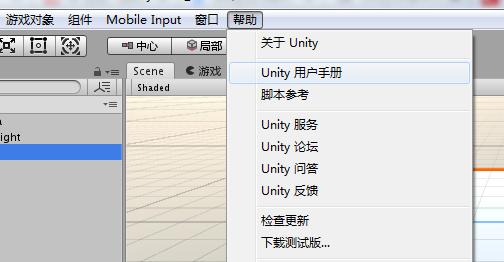 游戏对象 组件 Mobile Input 窗口 帮助
中心 局部
关于 Unity
Scene 游戏
Unity 用户手册
Shaded
脚本参考
Unity 服务
ight
Unity 论坛
Unity 问答
Unity 反馈
检查更新
下载测试版...